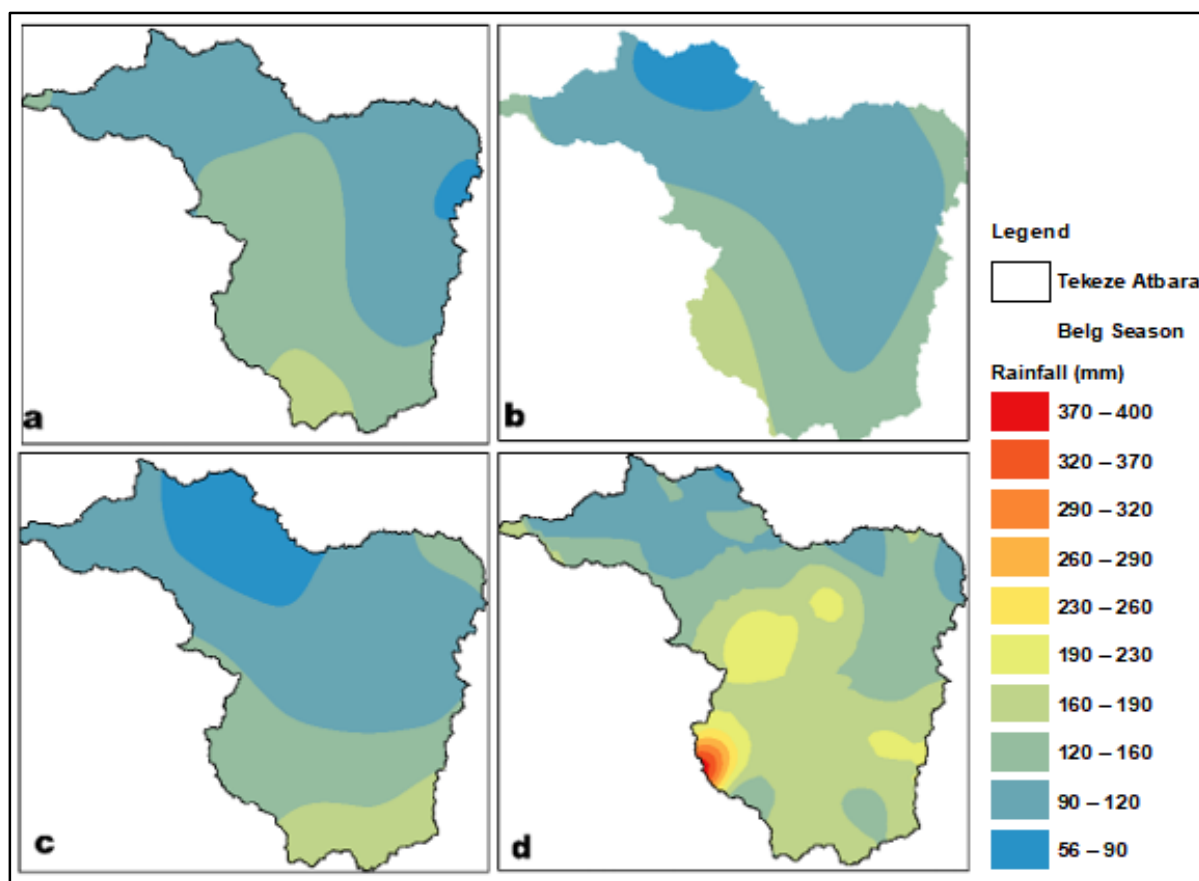 a
b
c
d
Legend
Tekeze Atbara
Belg Season
Rainfall (mm)
370 – 400
320 – 370
290 – 320
260 – 290
230 – 260
190 – 230
160 – 190
120 – 160
90 – 120
56 – 90